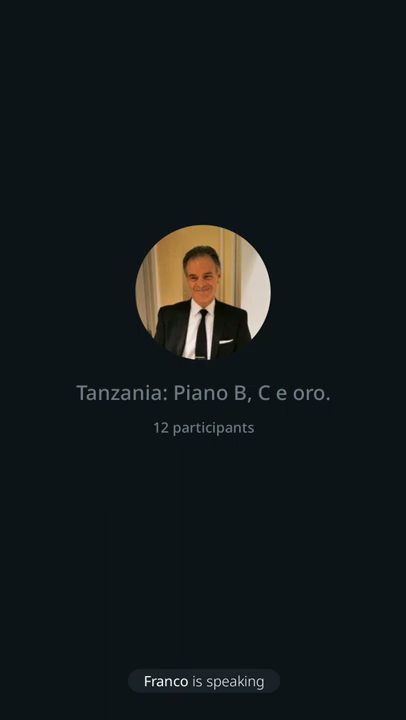 Tanzania: Piano B, C e oro.
12 participants
Franco is speaking